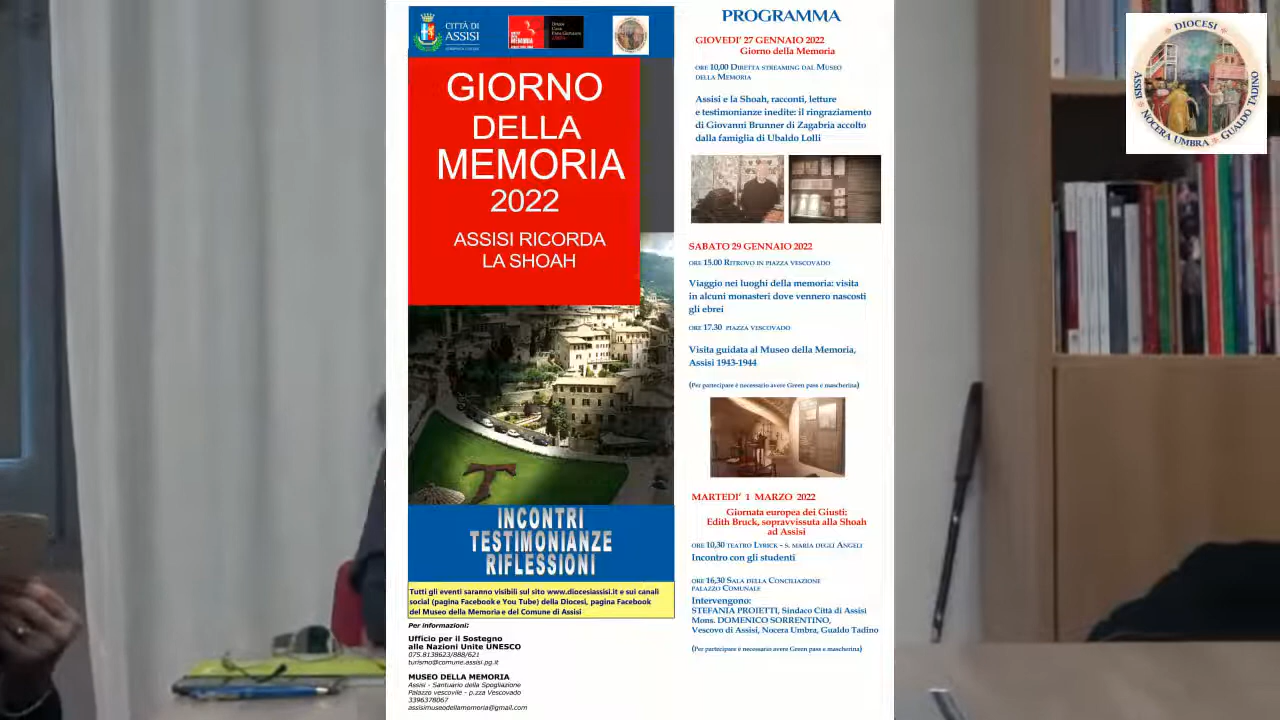 CITTÀ DI
ASSISI
MEMORIA
GIORNO
DELLA
MEMORIA
2022
ASSISI RICORDA
LA SHOAH
INCONTRI
TESTIMONIANZE
RIFLESSIONI
Tutti gli eventi saranno visibili sul sito www.diocesiassisi.it e sui canali
social (pagina Facebook e You Tube) della Diocesi, pagina Facebook
del Museo della Memoria e del Comune di Assisi
Per informazioni:
Ufficio per il Sostegno
alle Nazioni Unite UNESCO
075.8138623/888/621
turismo@comune.assisi.pg.it
MUSEO DELLA MEMORIA
Assisi - Santuario della Spogliazione
Palazzo vescovile - p.zza Vescovado
3396378067
assisimuseodellamemoria@gmail.com
PROGRAMMA
GIOVEDI' 27 GENNAIO 2022
Giorno della Memoria
ORE 10,00 DIRETTA STREAMING DAL MUSEO
DELLA MEMORIA
Assisi e la Shoah, racconti, letture
e testimonianze inedite: il ringraziamento
di Giovanni Brunner di Zagabria accolto
dalla famiglia di Ubaldo Lolli
SABATO 29 GENNAIO 2022
ORE 15.00 RITROVO IN PIAZZA VESCOVADO
Viaggio nei luoghi della memoria: visita
in alcuni monasteri dove vennero nascosti
gli ebrei
ORE 17.30 PIAZZA VESCOVADO
Visita guidata al Museo della Memoria,
Assisi 1943-1944
(Per partecipare è necessario avere Green pass e mascherina)
MARTEDI' 1 MARZO 2022
Giornata europea dei Giusti:
Edith Bruck, sopravvissuta alla Shoah
ad Assisi
ORE 10,30 TEATRO LYRICK - S. MARIA DEGLI ANGELI
Incontro con gli studenti
ORE 16,30 SALA DELLA CONCILIAZIONE
PALAZZO COMUNALE
Intervengono:
STEFANIA PROIETTI, Sindaco Città di Assisi
Mons. DOMENICO SORRENTINO,
Vescovo di Assisi, Nocera Umbra, Gualdo Tadino
(Per partecipare è necessario avere Green pass e mascherina)
DIOCESI
ASSISI
NOCERA UMBRA
GUALDO TADINO